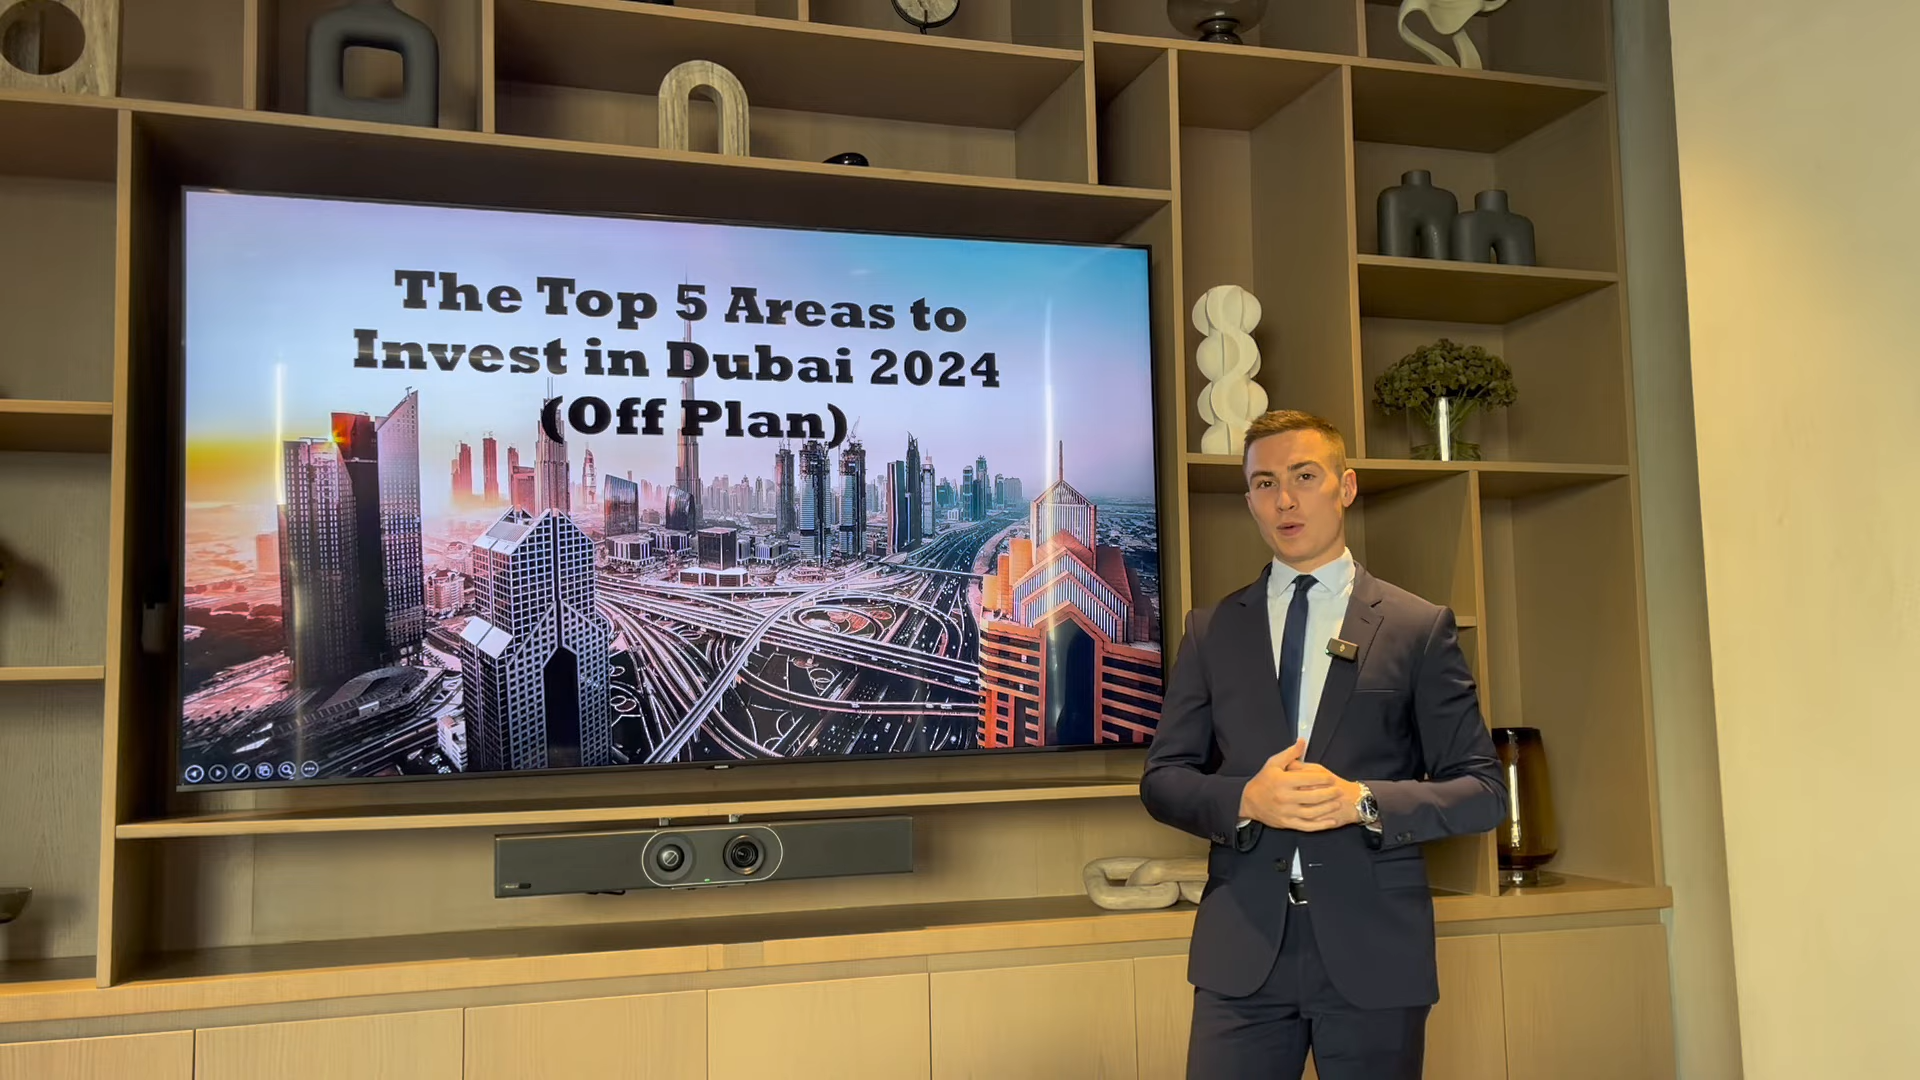 The Top 5 Areas to
Invest in Dubai 2024
(Off Plan)